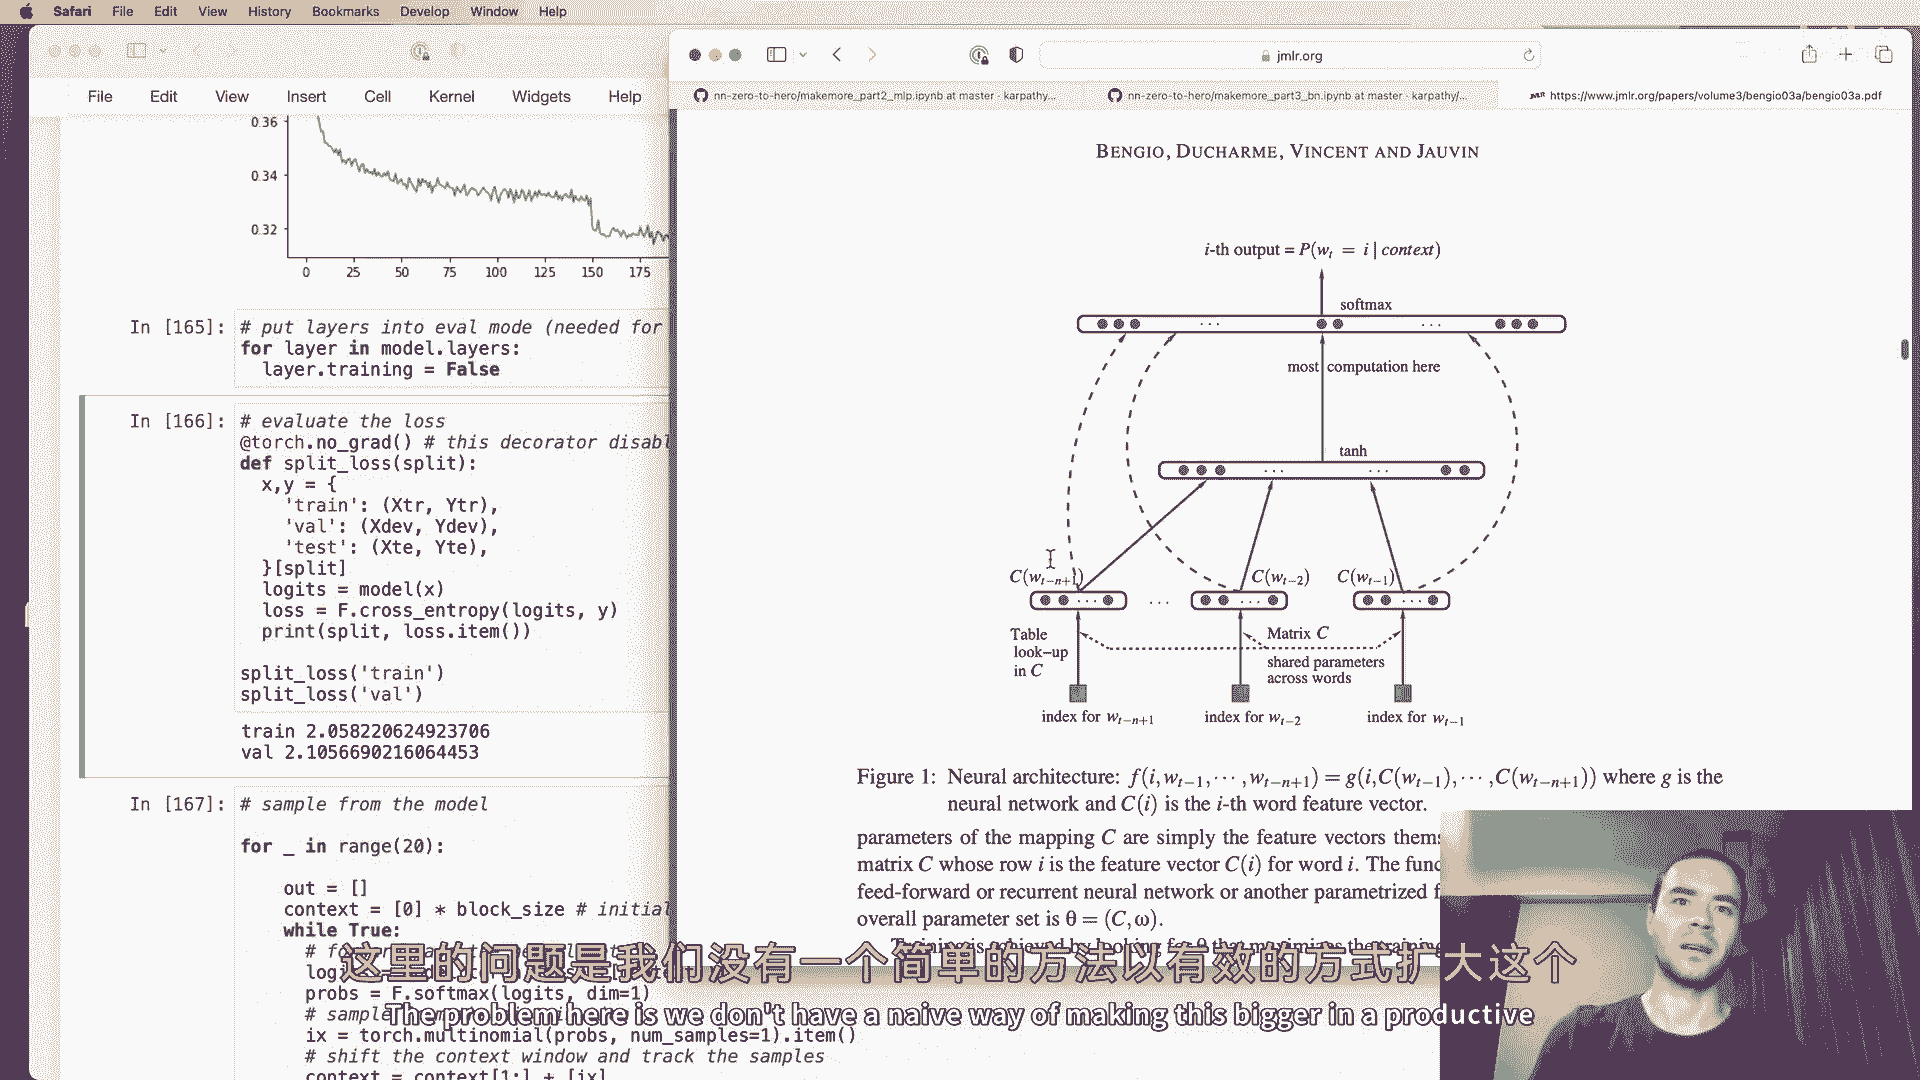 Safari File Edit View History Bookmarks Develop Window Help
jmlr.org
File Edit View Insert Cell Kernel Widgets Help
nn-zero-to-hero/makemore_part2_mlp.ipynb at master · karpathy...
nn-zero-to-hero/makemore_part3_bn.ipynb at master · karpathy/...
https://www.jmlr.org/papers/volume3/bengio03a/bengio03a.pdf
0.36
0.34
0.32
0 25 50 75 100 125 150 175
In [165]: # put layers into eval mode (needed for
for layer in model.layers:
layer.training = False
In [166]: # evaluate the loss
@torch.no_grad() # this decorator disabl
def split_loss(split):
x,y = {
'train': (Xtr, Ytr),
'val': (Xdev, Ydev),
'test': (Xte, Yte),
}[split]
logits = model(x)
loss = F.cross_entropy(logits, y)
print(split, loss.item())
split_loss('train')
split_loss('val')
train 2.058220624923706
val 2.1056690216064453
In [167]: # sample from the model
for _ in range(20):
out = []
context = [0] * block_size # initial
while True:
probs = F.softmax(logits, dim=1)
ix = torch.multinomial(probs, num_samples=1).item()
# shift the context window and track the samples
context = context[1:] + [ix]
BENGIO, DUCHARME, VINCENT AND JAUVIN
i-th output = P(w_t = i | context)
softmax
... ...
most computation here
tanh
... ...
C(w_{t−n+1}) C(w_{t−2}) C(w_{t−1})
... ... ... ...
Table look−up in C
Matrix C
shared parameters
across words
index for w_{t−n+1} index for w_{t−2} index for w_{t−1}
Figure 1: Neural architecture: f(i,w_{t−1},⋯,w_{t−n+1}) = g(i,C(w_{t−1}),⋯,C(w_{t−n+1})) where g is the
neural network and C(i) is the i-th word feature vector.
parameters of the mapping C are simply the feature vectors thems
matrix C whose row i is the feature vector C(i) for word i. The func
feed-forward or recurrent neural network or another parametrized f
overall parameter set is θ = (C,ω).
这里的问题是我们没有一个简单的方法以有效的方式扩大这个
The problem here is we don't have a naive way of making this bigger in a productive